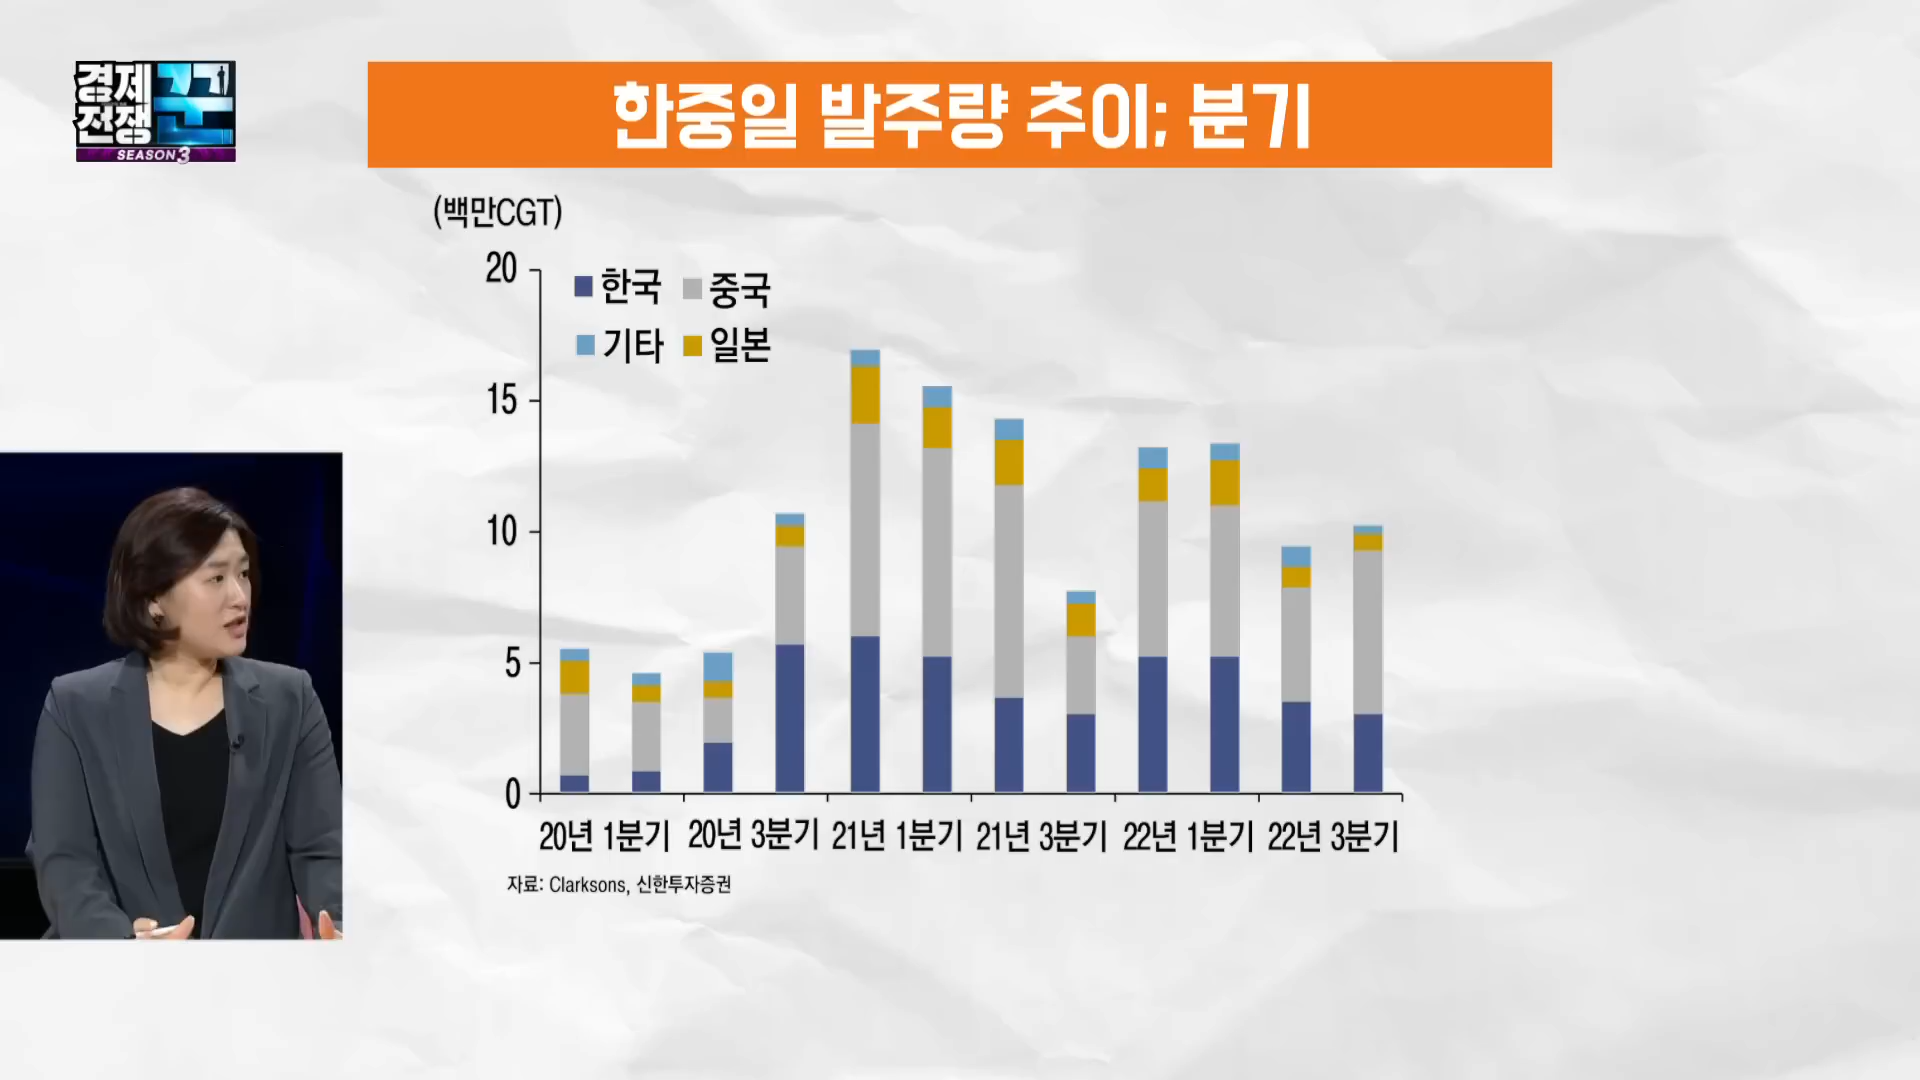 경제
전쟁 꾼
SEASON3
한중일 발주량 추이; 분기
(백만CGT)
20
15
10
5
0
한국 중국
기타 일본
20년 1분기 20년 3분기 21년 1분기 21년 3분기 22년 1분기 22년 3분기
자료: Clarksons, 신한투자증권